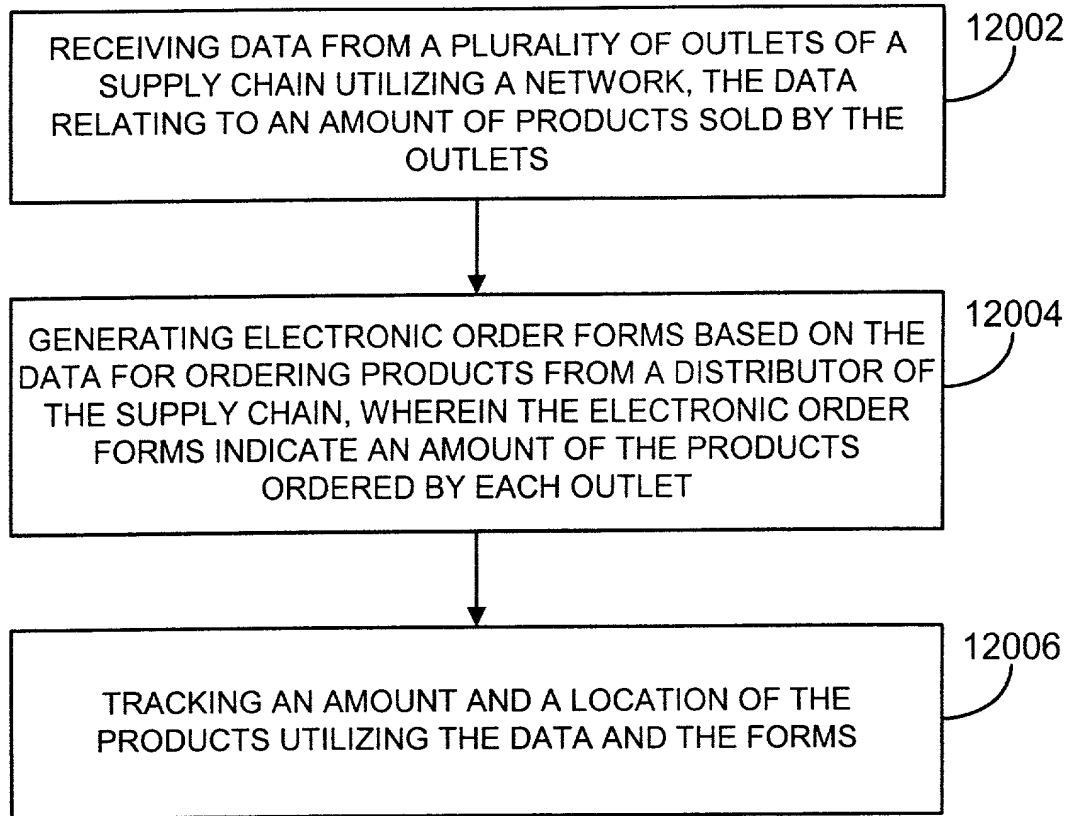 RECEIVING DATA FROM A PLURALITY OF OUTLETS OF A
SUPPLY CHAIN UTILIZING A NETWORK, THE DATA
RELATING TO AN AMOUNT OF PRODUCTS SOLD BY THE
OUTLETS
12002
GENERATING ELECTRONIC ORDER FORMS BASED ON THE
DATA FOR ORDERING PRODUCTS FROM A DISTRIBUTOR OF
THE SUPPLY CHAIN, WHEREIN THE ELECTRONIC ORDER
FORMS INDICATE AN AMOUNT OF THE PRODUCTS
ORDERED BY EACH OUTLET
12004
TRACKING AN AMOUNT AND A LOCATION OF THE
PRODUCTS UTILIZING THE DATA AND THE FORMS
12006